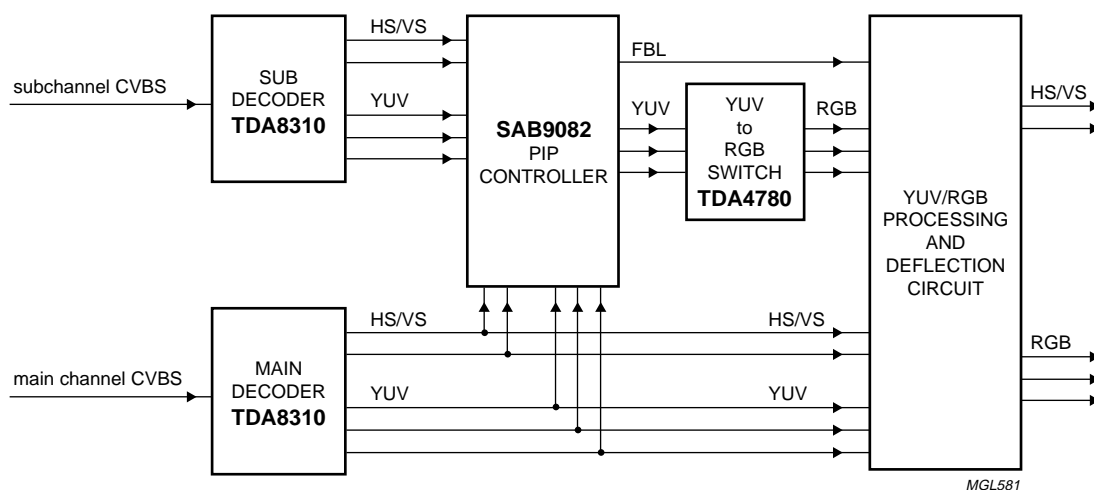 subchannel CVBS
SUB
DECODER
TDA8310
HS/VS
YUV
SAB9082
PIP
CONTROLLER
FBL
YUV
YUV
to
RGB
SWITCH
TDA4780
RGB
YUV/RGB
PROCESSING
AND
DEFLECTION
CIRCUIT
HS/VS
RGB
main channel CVBS
MAIN
DECODER
TDA8310
HS/VS
HS/VS
YUV
YUV
MGL581